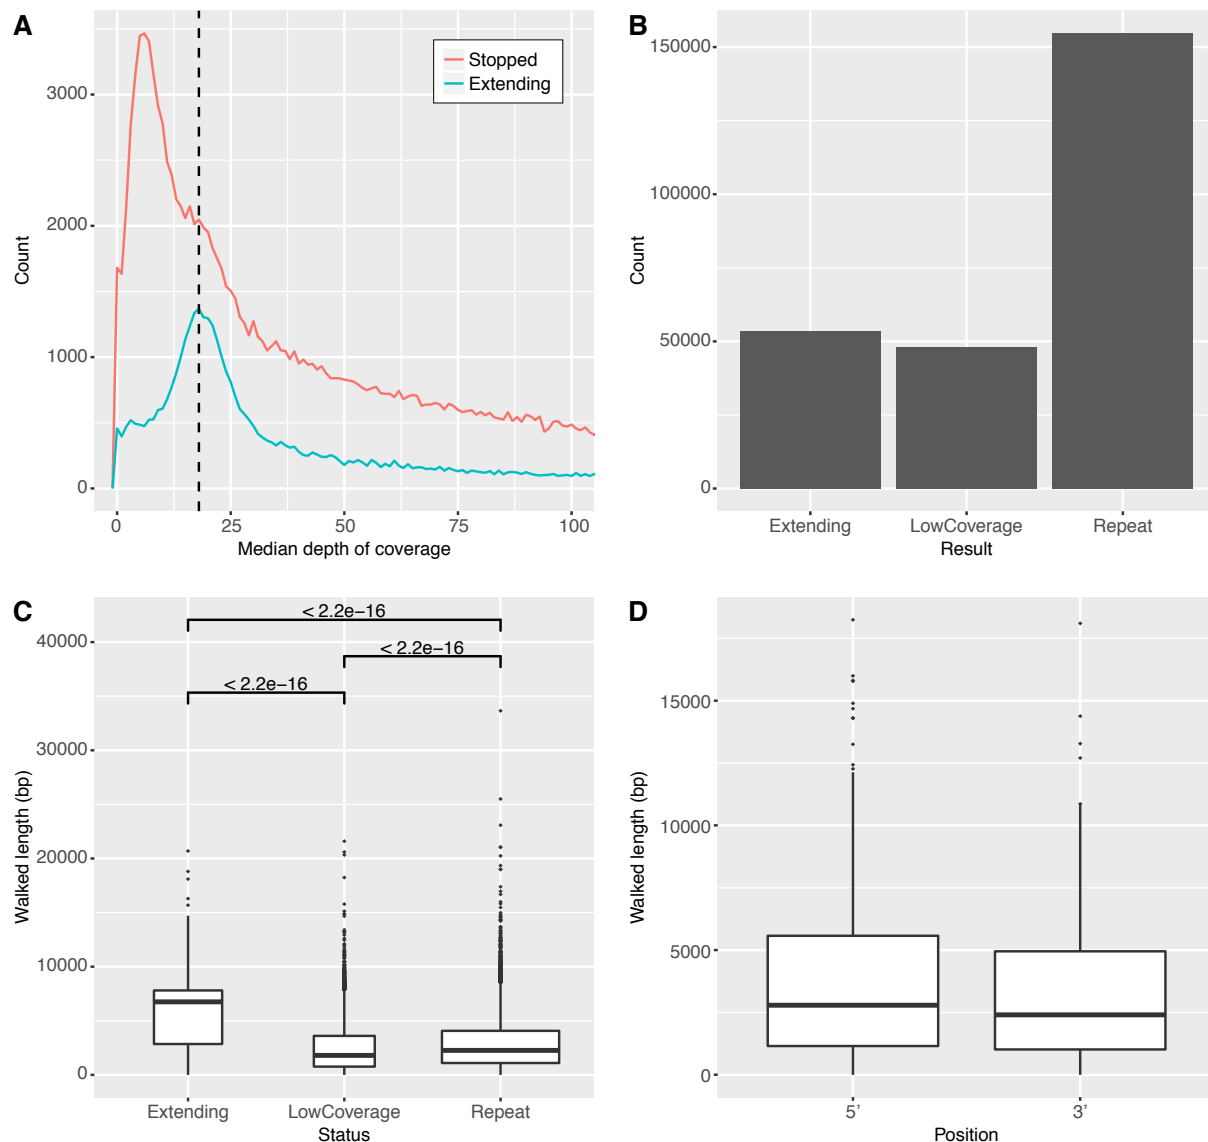 A
Count
3000
2000
1000
0
Stopped
Extending
0 25 50 75 100
Median depth of coverage
B
Count
150000
100000
50000
0
Extending LowCoverage Repeat
Result
C
Walked length (bp)
40000
30000
20000
10000
0
< 2.2e−16
< 2.2e−16
< 2.2e−16
Extending LowCoverage Repeat
Status
D
Walked length (bp)
15000
10000
5000
0
5’ 3’
Position